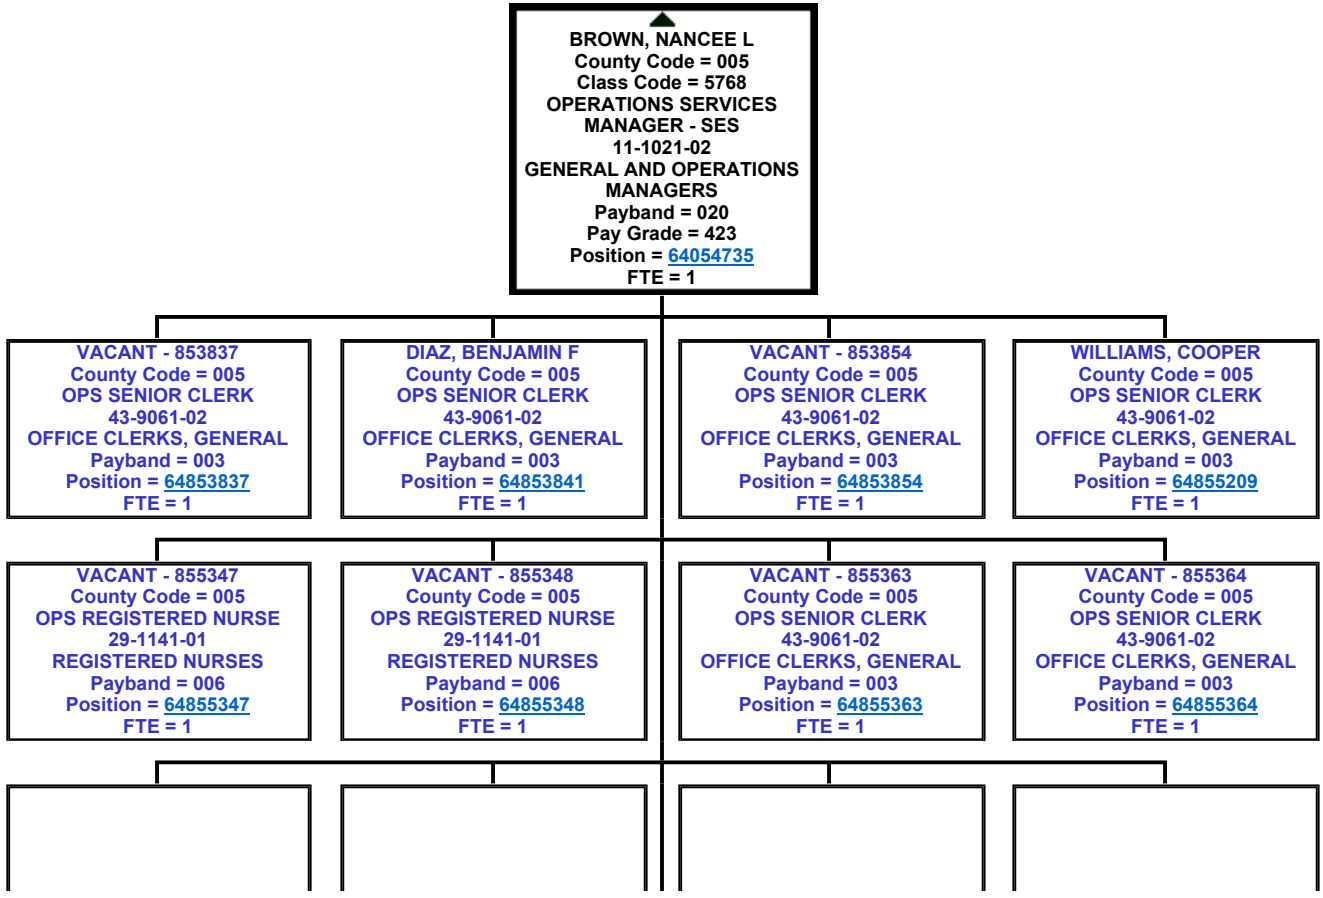 BROWN, NANCEE L
County Code = 005
Class Code = 5768
OPERATIONS SERVICES
MANAGER - SES
11-1021-02
GENERAL AND OPERATIONS
MANAGERS
Payband = 020
Pay Grade = 423
Position = 64054735
FTE = 1
VACANT - 853837
County Code = 005
OPS SENIOR CLERK
43-9061-02
OFFICE CLERKS, GENERAL
Payband = 003
Position = 64853837
FTE = 1
DIAZ, BENJAMIN F
County Code = 005
OPS SENIOR CLERK
43-9061-02
OFFICE CLERKS, GENERAL
Payband = 003
Position = 64853841
FTE = 1
VACANT - 853854
County Code = 005
OPS SENIOR CLERK
43-9061-02
OFFICE CLERKS, GENERAL
Payband = 003
Position = 64853854
FTE = 1
WILLIAMS, COOPER
County Code = 005
OPS SENIOR CLERK
43-9061-02
OFFICE CLERKS, GENERAL
Payband = 003
Position = 64855209
FTE = 1
VACANT - 855347
County Code = 005
OPS REGISTERED NURSE
29-1141-01
REGISTERED NURSES
Payband = 006
Position = 64855347
FTE = 1
VACANT - 855348
County Code = 005
OPS REGISTERED NURSE
29-1141-01
REGISTERED NURSES
Payband = 006
Position = 64855348
FTE = 1
VACANT - 855363
County Code = 005
OPS SENIOR CLERK
43-9061-02
OFFICE CLERKS, GENERAL
Payband = 003
Position = 64855363
FTE = 1
VACANT - 855364
County Code = 005
OPS SENIOR CLERK
43-9061-02
OFFICE CLERKS, GENERAL
Payband = 003
Position = 64855364
FTE = 1